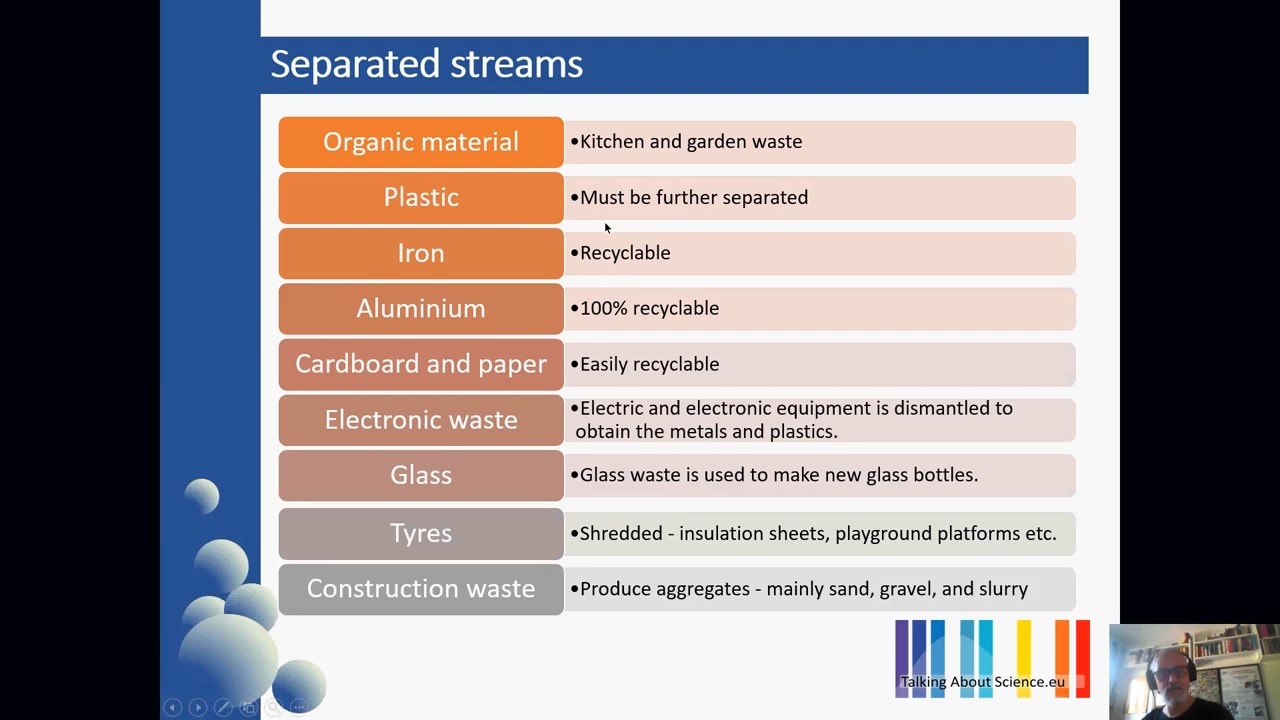 Separated streams
Organic material
•Kitchen and garden waste
Plastic
•Must be further separated
Iron
•Recyclable
Aluminium
•100% recyclable
Cardboard and paper
•Easily recyclable
Electronic waste
•Electric and electronic equipment is dismantled to
obtain the metals and plastics.
Glass
•Glass waste is used to make new glass bottles.
Tyres
•Shredded - insulation sheets, playground platforms etc.
Construction waste
•Produce aggregates - mainly sand, gravel, and slurry
Talking About Science.eu